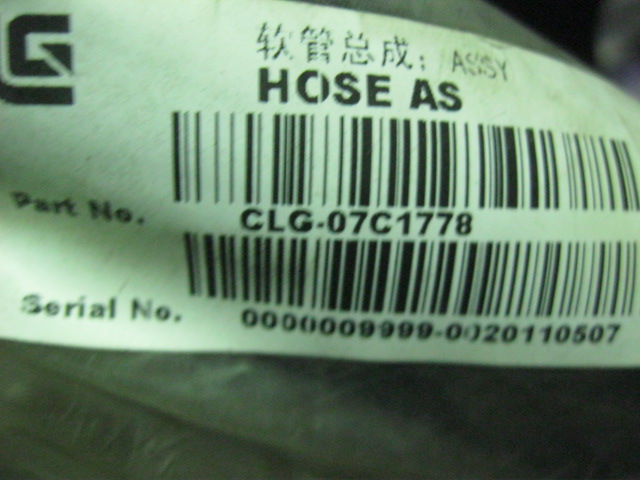 软管总成; ASSY
HOSE AS
Part No. CLG-07C1778
Serial No. 0000009999-0020110507